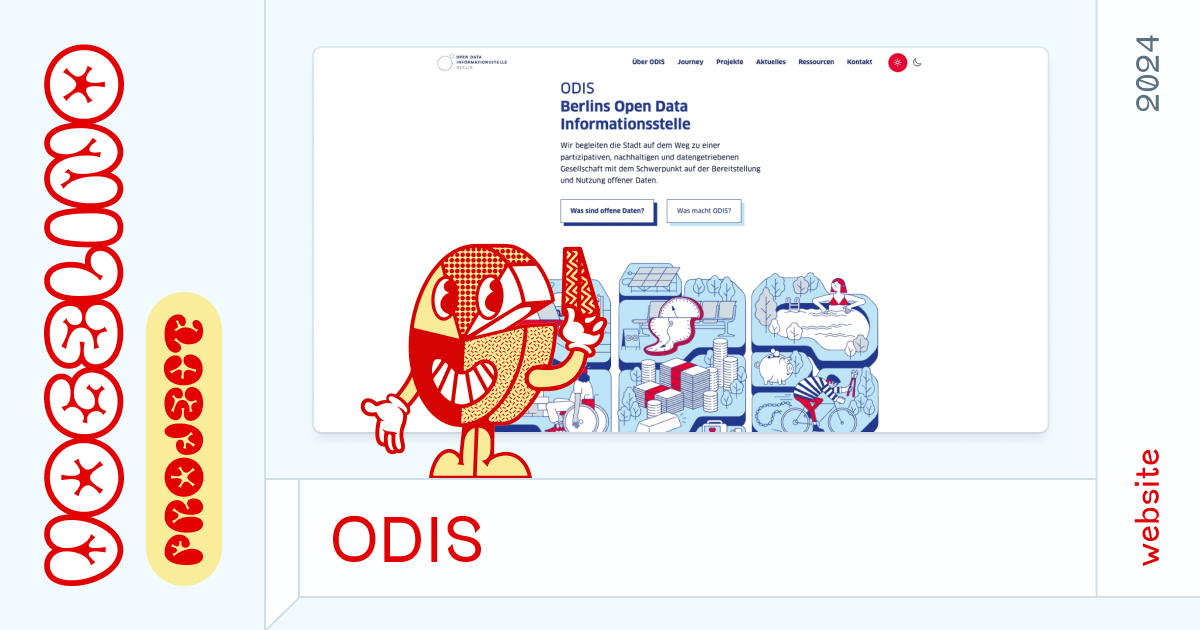 VOGELINO
PROJECT
OPEN DATA
INFORMATIONSSTELLE
BERLIN
Über ODIS Journey Projekte Aktuelles Ressourcen Kontakt
ODIS
Berlins Open Data
Informationsstelle
Wir begleiten die Stadt auf dem Weg zu einer
partizipativen, nachhaltigen und datengetriebenen
Gesellschaft mit dem Schwerpunkt auf der Bereitstellung
und Nutzung offener Daten.
Was sind offene Daten? Was macht ODIS?
ODIS
2024
website